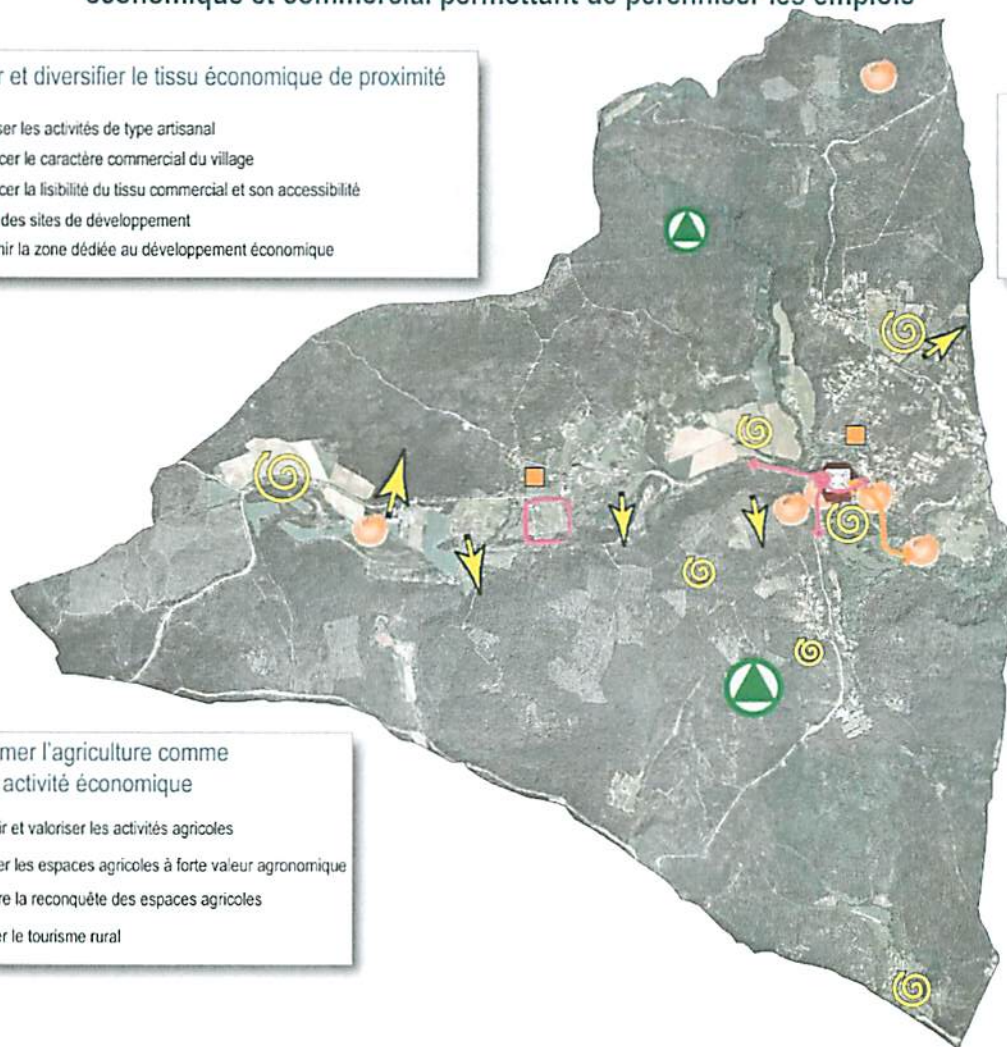 économique et commercial permettant de pérenniser les emplois
r et diversifier le tissu économique de proximité
ser les activités de type artisanal
cer le caractère commercial du village
cer la lisibilité du tissu commercial et son accessibilité
des sites de développement
nir la zone dédiée au développement économique
mer l'agriculture comme
activité économique
ir et valoriser les activités agricoles
er les espaces agricoles à forte valeur agronomique
re la reconquête des espaces agricoles
er le tourisme rural